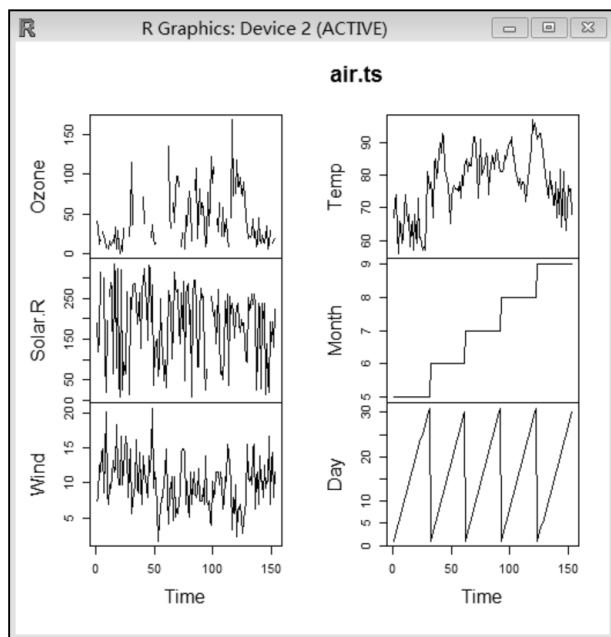 R Graphics: Device 2 (ACTIVE)
air.ts
Ozone
0 50 100 150
Solar.R
0 50 150 250
Wind
5 10 15 20
0 50 100 150
Time
Temp
60 70 80 90
Month
5 6 7 8 9
Day
0 10 20 30
0 50 100 150
Time